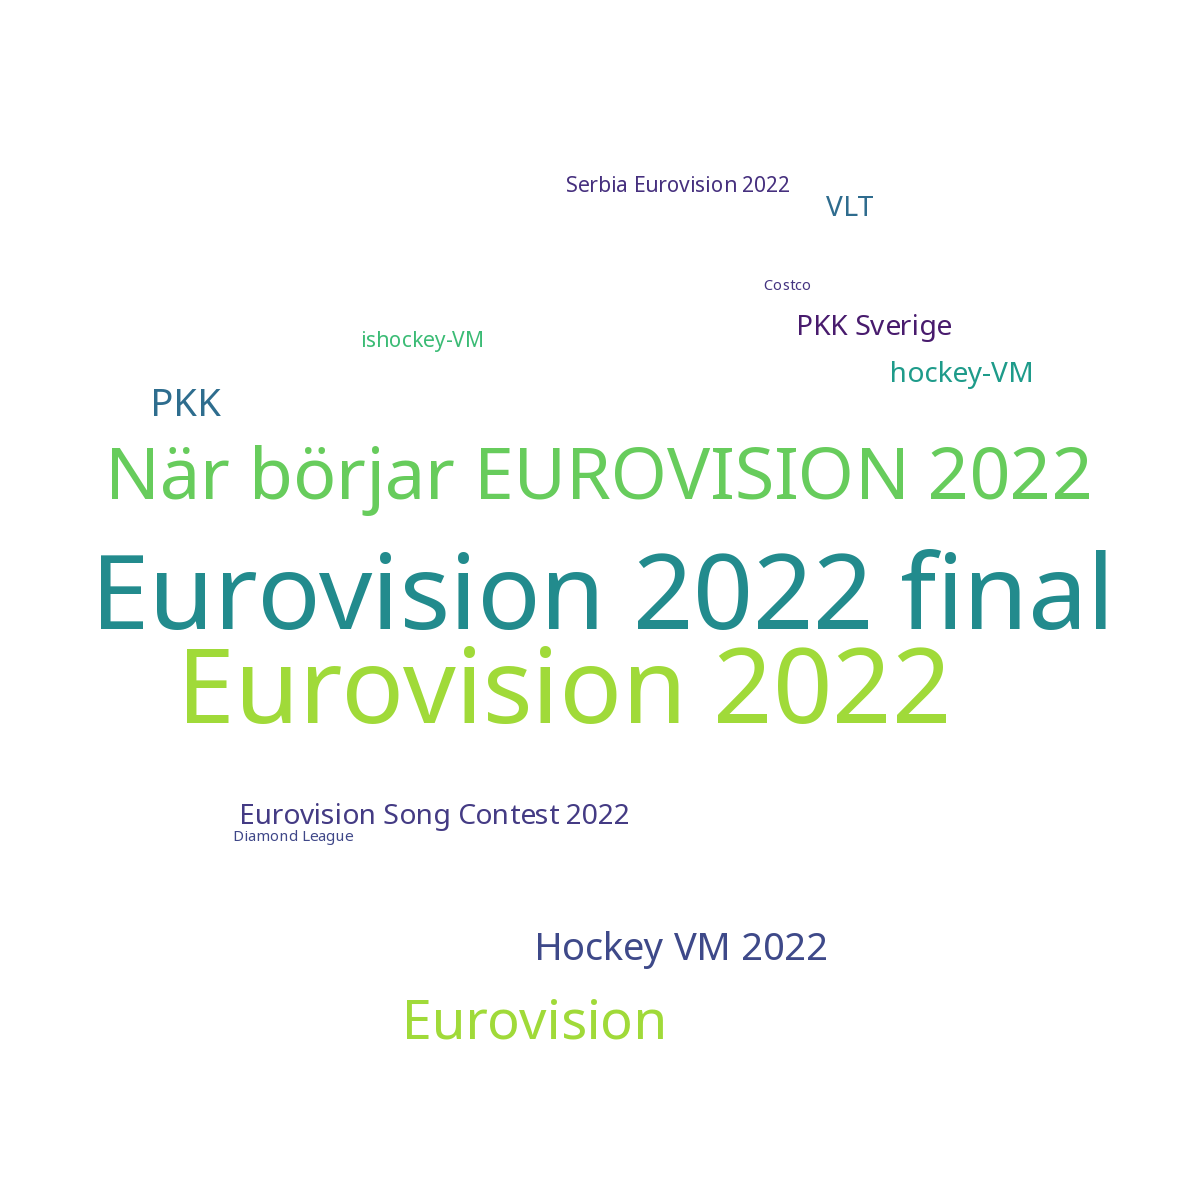 Serbia Eurovision 2022
VLT
Costco
PKK Sverige
ishockey-VM
hockey-VM
PKK
När börjar EUROVISION 2022
Eurovision 2022 final
Eurovision 2022
Eurovision Song Contest 2022
Diamond League
Hockey VM 2022
Eurovision